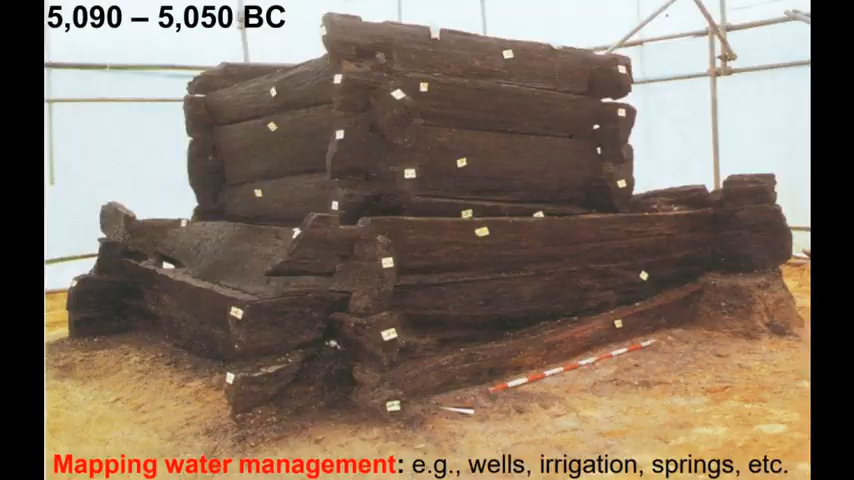 5,090 – 5,050 BC
Mapping water management: e.g., wells, irrigation, springs, etc.